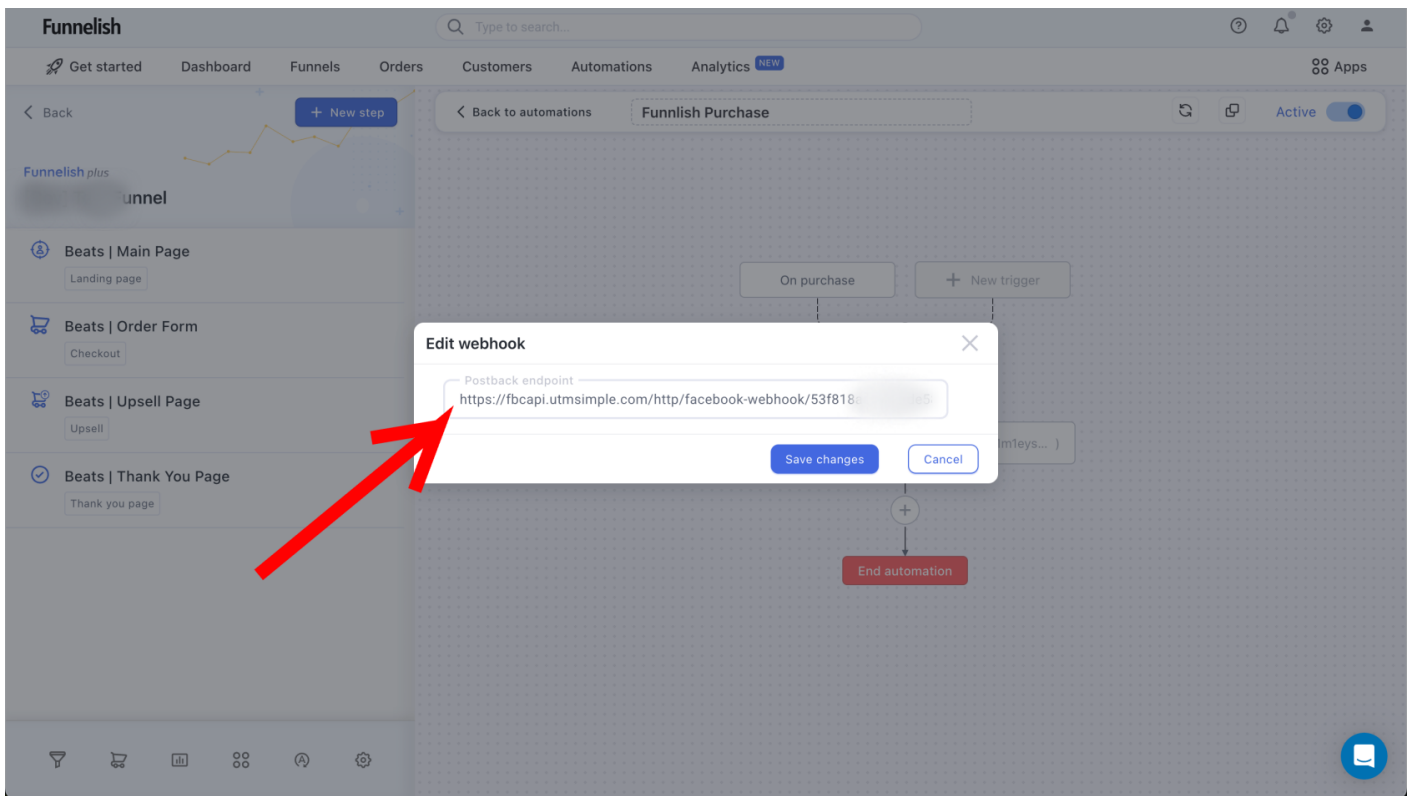 Funnelish
Type to search...
Get started
Dashboard
Funnels
Orders
Customers
Automations
Analytics NEW
Apps
Back
+ New step
Back to automations
Funnlish Purchase
Active
Funnelish plus
unnel
Beats | Main Page
Landing page
On purchase
+ New trigger
Beats | Order Form
Checkout
Edit webhook
Postback endpoint
https://fbcapi.utmsimple.com/http/facebook-webhook/53f818
Beats | Upsell Page
Upsell
m1eys... )
Save changes
Cancel
Beats | Thank You Page
Thank you page
End automation